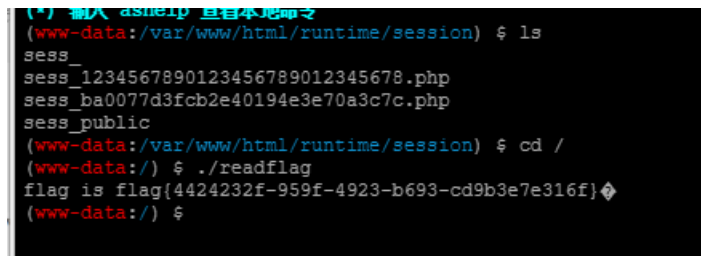 (*) 输入 ashelp 查看本地命令
(www-data:/var/www/html/runtime/session) $ ls
sess_
sess_1234567890123456789012345678.php
sess_ba0077d3fcb2e40194e3e70a3c7c.php
sess_public
(www-data:/var/www/html/runtime/session) $ cd /
(www-data:/) $ ./readflag
flag is flag{4424232f-959f-4923-b693-cd9b3e7e316f}�
(www-data:/) $